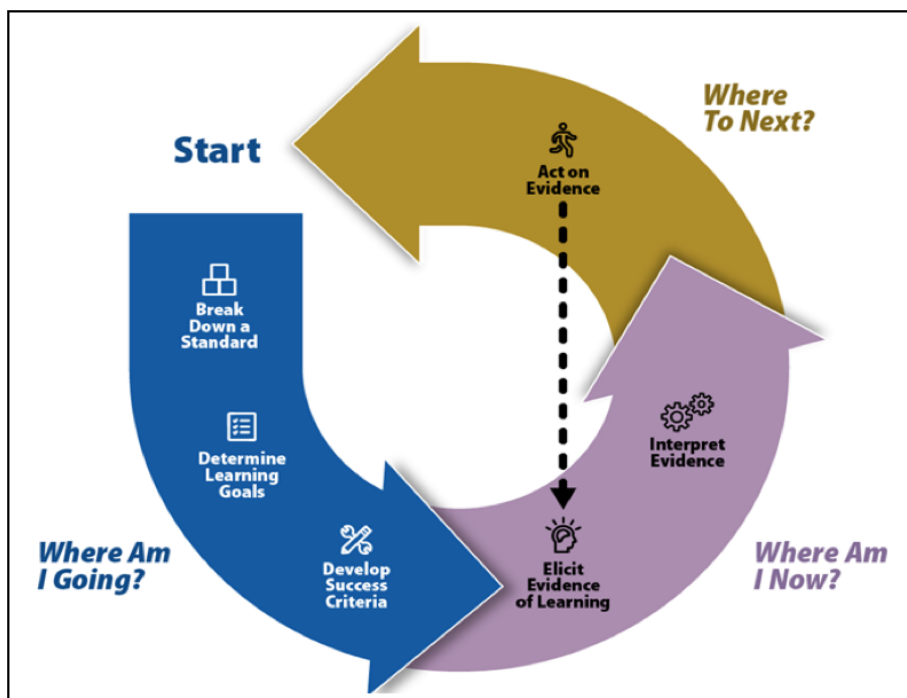 Start
Break
Down a
Standard
Determine
Learning
Goals
Develop
Success
Criteria
Where Am
I Going?
Elicit
Evidence
of Learning
Interpret
Evidence
Where Am
I Now?
Act on
Evidence
Where
To Next?